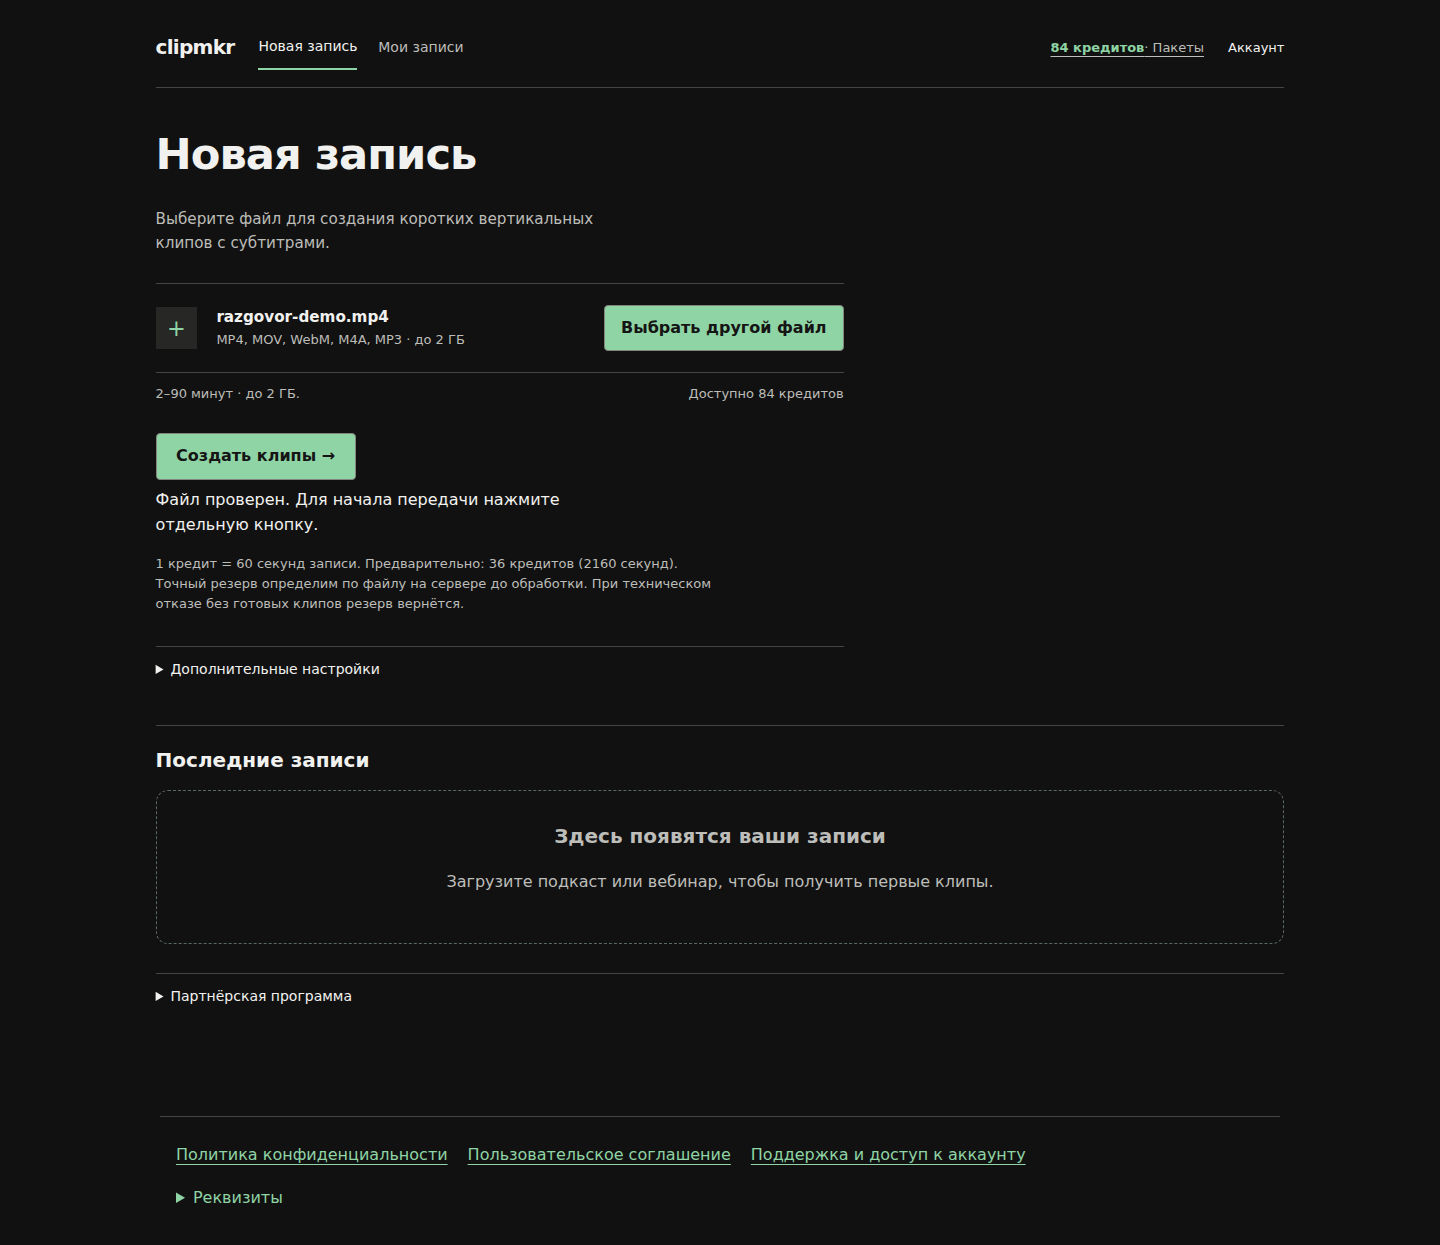 clipmkr
Новая запись
Мои записи
84 кредитов · Пакеты
Аккаунт
Новая запись
Выберите файл для создания коротких вертикальных
клипов с субтитрами.
+
razgovor-demo.mp4
MP4, MOV, WebM, M4A, MP3 · до 2 ГБ
Выбрать другой файл
2–90 минут · до 2 ГБ.
Доступно 84 кредитов
Создать клипы →
Файл проверен. Для начала передачи нажмите
отдельную кнопку.
1 кредит = 60 секунд записи. Предварительно: 36 кредитов (2160 секунд).
Точный резерв определим по файлу на сервере до обработки. При техническом
отказе без готовых клипов резерв вернётся.
▶ Дополнительные настройки
Последние записи
Здесь появятся ваши записи
Загрузите подкаст или вебинар, чтобы получить первые клипы.
▶ Партнёрская программа
Политика конфиденциальности
Пользовательское соглашение
Поддержка и доступ к аккаунту
▶ Реквизиты